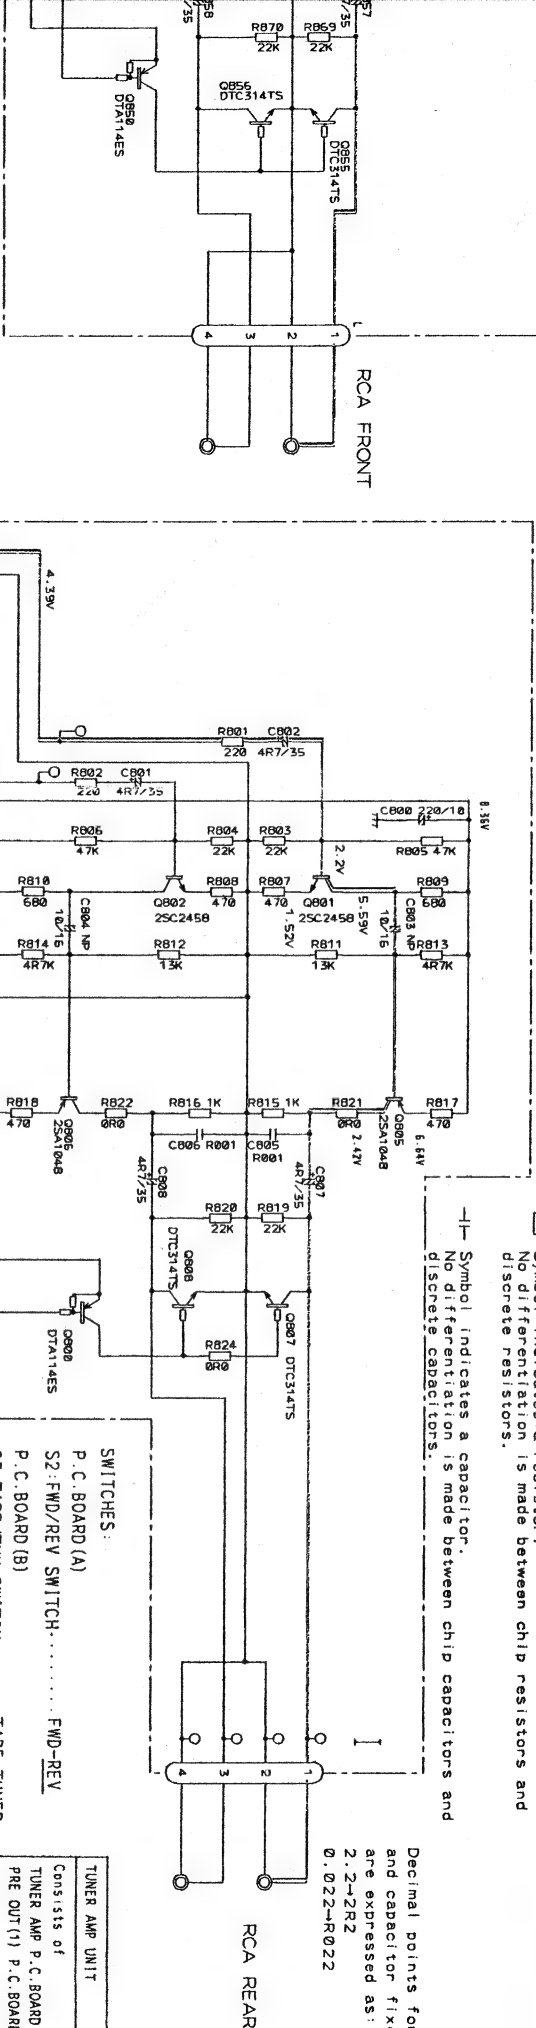 R870
22K
R869
22K
Q856
DTC314TS
Q855
DTC314TS
Q850
DTA114ES
4
3
2
1
RCA FRONT
4.39V
R801
220
C802
4R7/35
R802
220
C801
4R7/35
C800 220/10
8.36V
R806
47K
R804
22K
R803
22K
R805 47K
2.2V
R810
680
R808
470
R807
470
R809
680
Q802
2SC2458
Q801
2SC2458
1.52V
5.59V
C804 NP
10/16
C803 NP
10/16
R814
4R7K
R812
13K
R811
13K
R813
4R7K
R818
470
R822
0R0
R816 1K
R815 1K
R821
0R0
R817
470
Q806
2SA1048
Q805
2SA1048
2.42V
6.64V
C806 R001
C805
R001
C808
4R7/35
C807
4R7/35
R820
22K
R819
22K
Q808
DTC314TS
Q807
DTC314TS
R824
0R0
Q800
DTA114ES
No differentiation is made between chip resistors and
discrete resistors.
Symbol indicates a capacitor.
No differentiation is made between chip capacitors and
discrete capacitors.
SWITCHES:
P.C.BOARD(A)
S2:FWD/REV SWITCH........FWD-REV
P.C.BOARD(B)
4
3
2
1
RCA REAR
Decimal points for
and capacitor fix
are expressed as:
2.2→2R2
0.022→R022
TUNER AMP UNIT
Consists of
TUNER AMP P.C.BOARD
PRE OUT(1) P.C.BOAR